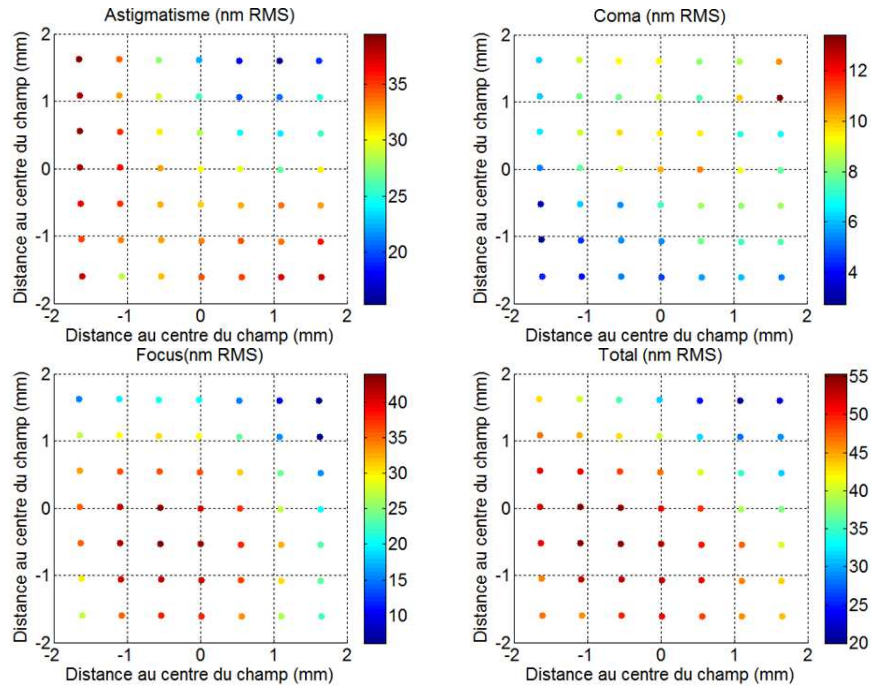 Astigmatisme (nm RMS)
2
1
0
-1
-2
-2 -1 0 1 2
Distance au centre du champ (mm)
Distance au centre du champ (mm)
35
30
25
20
Coma (nm RMS)
2
1
0
-1
-2
-2 -1 0 1 2
Distance au centre du champ (mm)
Distance au centre du champ (mm)
12
10
8
6
4
Focus(nm RMS)
2
1
0
-1
-2
-2 -1 0 1 2
Distance au centre du champ (mm)
Distance au centre du champ (mm)
40
35
30
25
20
15
10
Total (nm RMS)
2
1
0
-1
-2
-2 -1 0 1 2
Distance au centre du champ (mm)
Distance au centre du champ (mm)
55
50
45
40
35
30
25
20